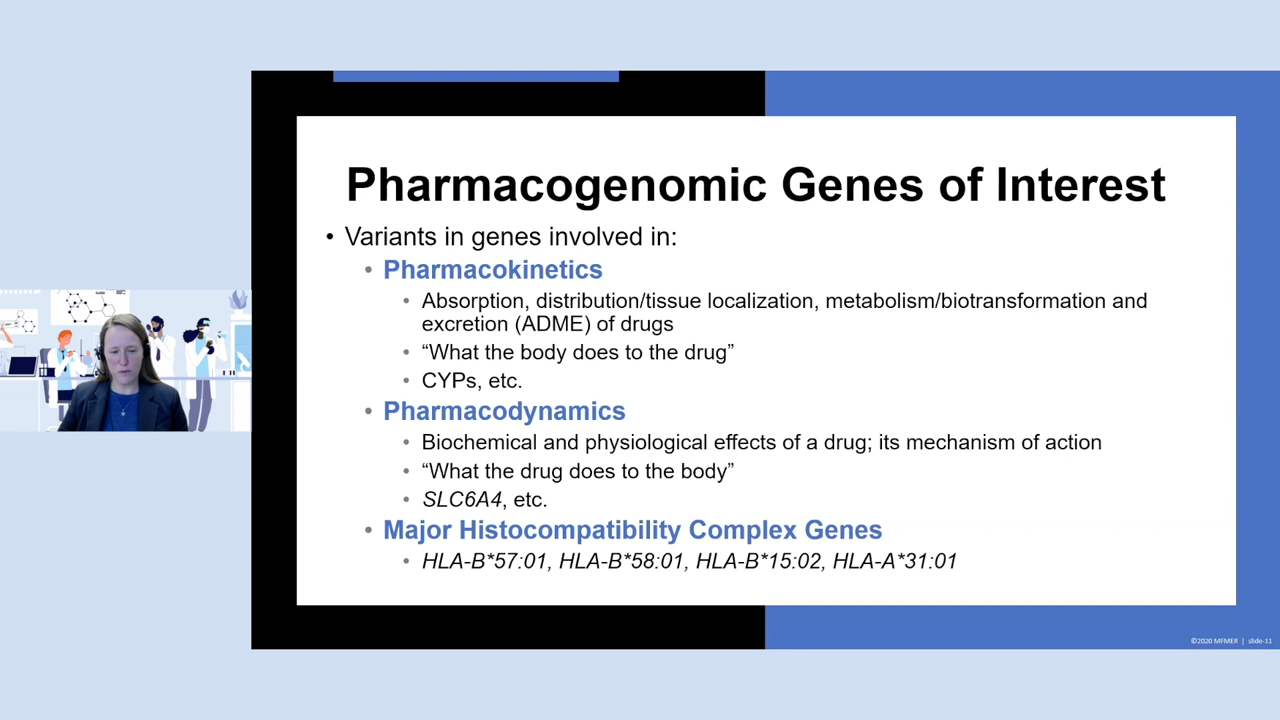 Pharmacogenomic Genes of Interest
• Variants in genes involved in:
• Pharmacokinetics
• Absorption, distribution/tissue localization, metabolism/biotransformation and
excretion (ADME) of drugs
• “What the body does to the drug”
• CYPs, etc.
• Pharmacodynamics
• Biochemical and physiological effects of a drug; its mechanism of action
• “What the drug does to the body”
• SLC6A4, etc.
• Major Histocompatibility Complex Genes
• HLA-B*57:01, HLA-B*58:01, HLA-B*15:02, HLA-A*31:01
©2020 MFMER | slide-11